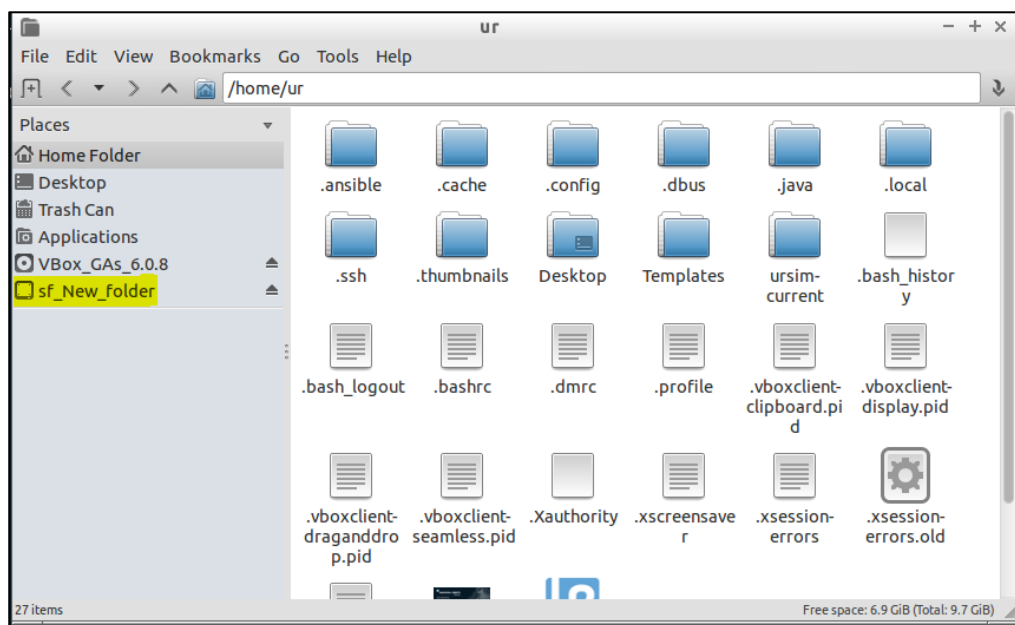 ur
File Edit View Bookmarks Go Tools Help
/home/ur
Places
Home Folder
Desktop
Trash Can
Applications
VBox_GAs_6.0.8
sf_New_folder
.ansible .cache .config .dbus .java .local
.ssh .thumbnails Desktop Templates ursim- .bash_histor
current y
.bash_logout .bashrc .dmrc .profile .vboxclient- .vboxclient-
clipboard.pi display.pid
d
.vboxclient- .vboxclient- .Xauthority .xscreensave .xsession- .xsession-
draganddro seamless.pid r errors errors.old
p.pid
27 items Free space: 6.9 GiB (Total: 9.7 GiB)